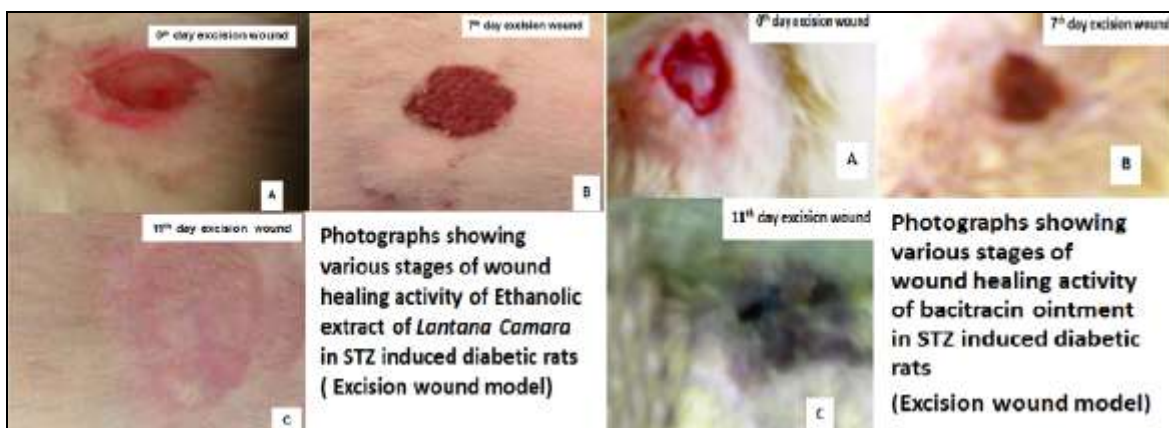 0th day excision wound
A
7th day excision wound
B
11th day excision wound
C
Photographs showing
various stages of wound
healing activity of Ethanolic
extract of Lantana Camara
in STZ induced diabetic rats
( Excision wound model)
0th day excision wound
A
7th day excision wound
B
11th day excision wound
C
Photographs showing
various stages of
wound healing activity
of bacitracin ointment
in STZ induced diabetic
rats
(Excision wound model)